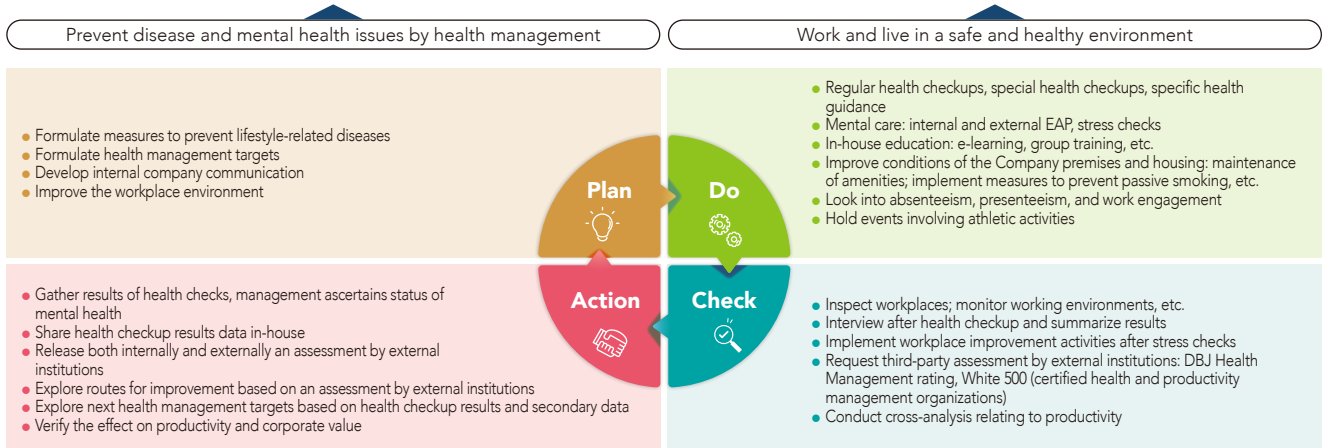 Prevent disease and mental health issues by health management
Work and live in a safe and healthy environment
● Formulate measures to prevent lifestyle-related diseases
● Formulate health management targets
● Develop internal company communication
● Improve the workplace environment
Plan
Do
● Regular health checkups, special health checkups, specific health
guidance
● Mental care: internal and external EAP, stress checks
● In-house education: e-learning, group training, etc.
● Improve conditions of the Company premises and housing: maintenance
of amenities; implement measures to prevent passive smoking, etc.
● Look into absenteeism, presenteeism, and work engagement
● Hold events involving athletic activities
● Gather results of health checks, management ascertains status of
mental health
● Share health checkup results data in-house
● Release both internally and externally an assessment by external
institutions
● Explore routes for improvement based on an assessment by external institutions
● Explore next health management targets based on health checkup results and secondary data
● Verify the effect on productivity and corporate value
Action
Check
● Inspect workplaces; monitor working environments, etc.
● Interview after health checkup and summarize results
● Implement workplace improvement activities after stress checks
● Request third-party assessment by external institutions: DBJ Health
Management rating, White 500 (certified health and productivity
management organizations)
● Conduct cross-analysis relating to productivity